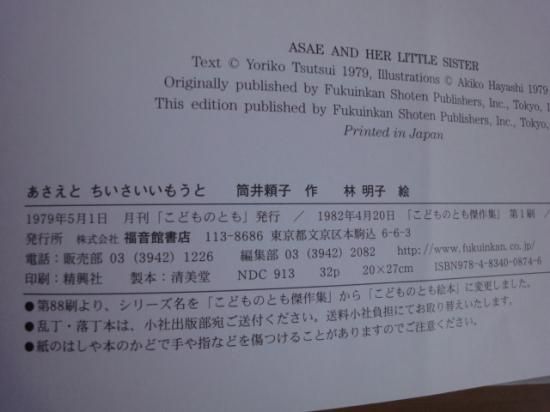 ASAE AND HER LITTLE SISTER
Text © Yoriko Tsutsui 1979, Illustrations © Akiko Hayashi 1979
Originally published by Fukuinkan Shoten Publishers, Inc., Tokyo,
This edition published by Fukuinkan Shoten Publishers, Inc., Tokyo,
Printed in Japan
あさえと ちいさいいもうと 筒井頼子 作 林 明子 絵
1979年5月1日 月刊「こどものとも」発行 / 1982年4月20日 「こどものとも傑作集」第1刷 /
発行所 株式会社 福音館書店 113-8686 東京都文京区本駒込 6-6-3
電話:販売部 03 (3942) 1226 編集部 03 (3942) 2082 http://www.fukuinkan.co.jp/
印刷:精興社 製本:清美堂 NDC 913 32p 20×27cm ISBN978-4-8340-0874-6
●第88刷より、シリーズ名を「こどものとも傑作集」から「こどものとも絵本」に変更しました。
●乱丁・落丁本は、小社出版部宛ご送付ください。送料小社負担にてお取り替えいたします。
●紙のはしや本のかどで手や指などを傷つけることがありますのでご注意ください。